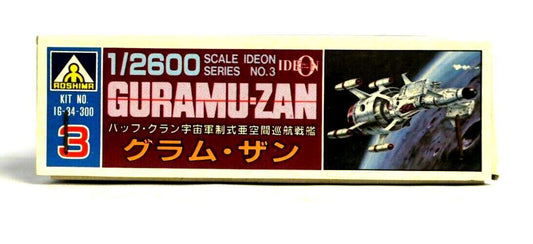 AOSHIMA
KIT NO.
IG-34-300
3
1/2600 SCALE IDEON SERIES NO.3
IDEON
GURAMU-ZAN
バッフ・クラン宇宙軍制式亜空間巡航戦艦
グラム・ザン